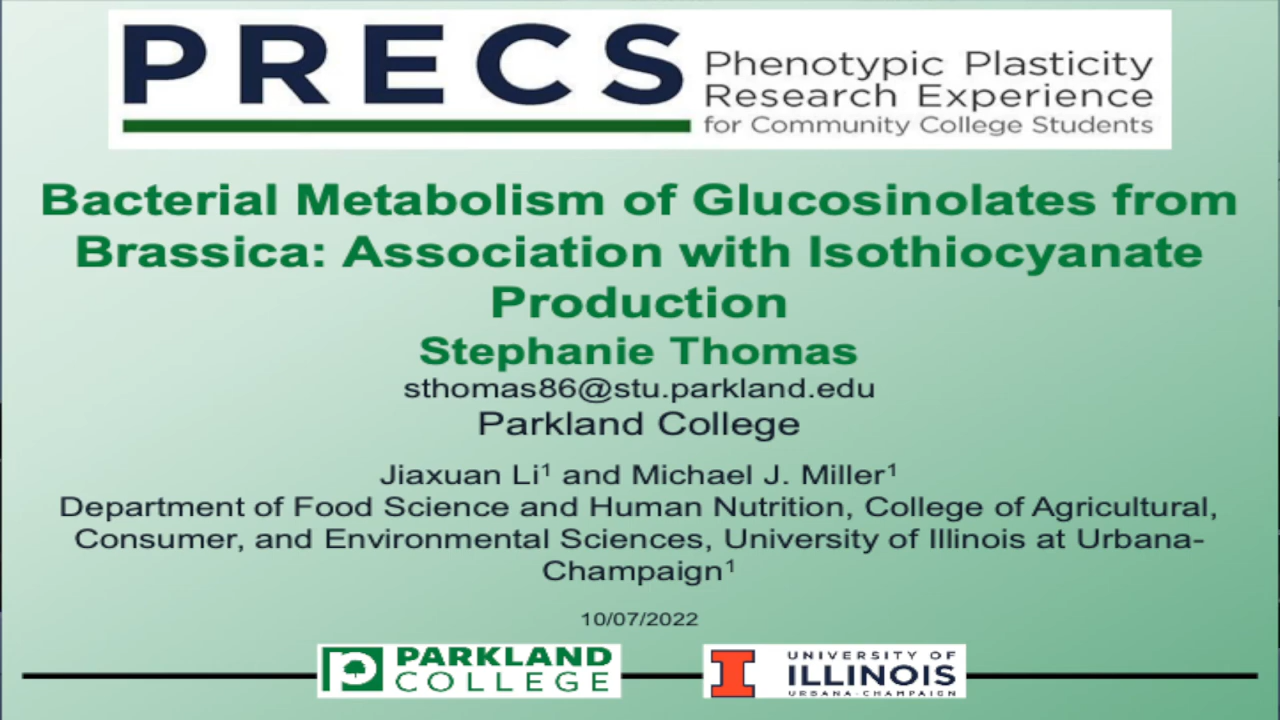 PRECS
Phenotypic Plasticity
Research Experience
for Community College Students
Bacterial Metabolism of Glucosinolates from
Brassica: Association with Isothiocyanate
Production
Stephanie Thomas
sthomas86@stu.parkland.edu
Parkland College
Jiaxuan Li¹ and Michael J. Miller¹
Department of Food Science and Human Nutrition, College of Agricultural,
Consumer, and Environmental Sciences, University of Illinois at Urbana-
Champaign¹
10/07/2022
PARKLAND
COLLEGE
UNIVERSITY OF
ILLINOIS
URBANA-CHAMPAIGN